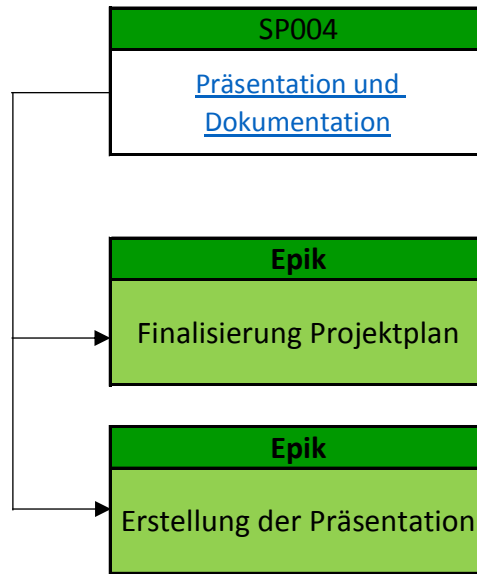 SP004
Präsentation und
Dokumentation
Epik
Finalisierung Projektplan
Epik
Erstellung der Präsentation